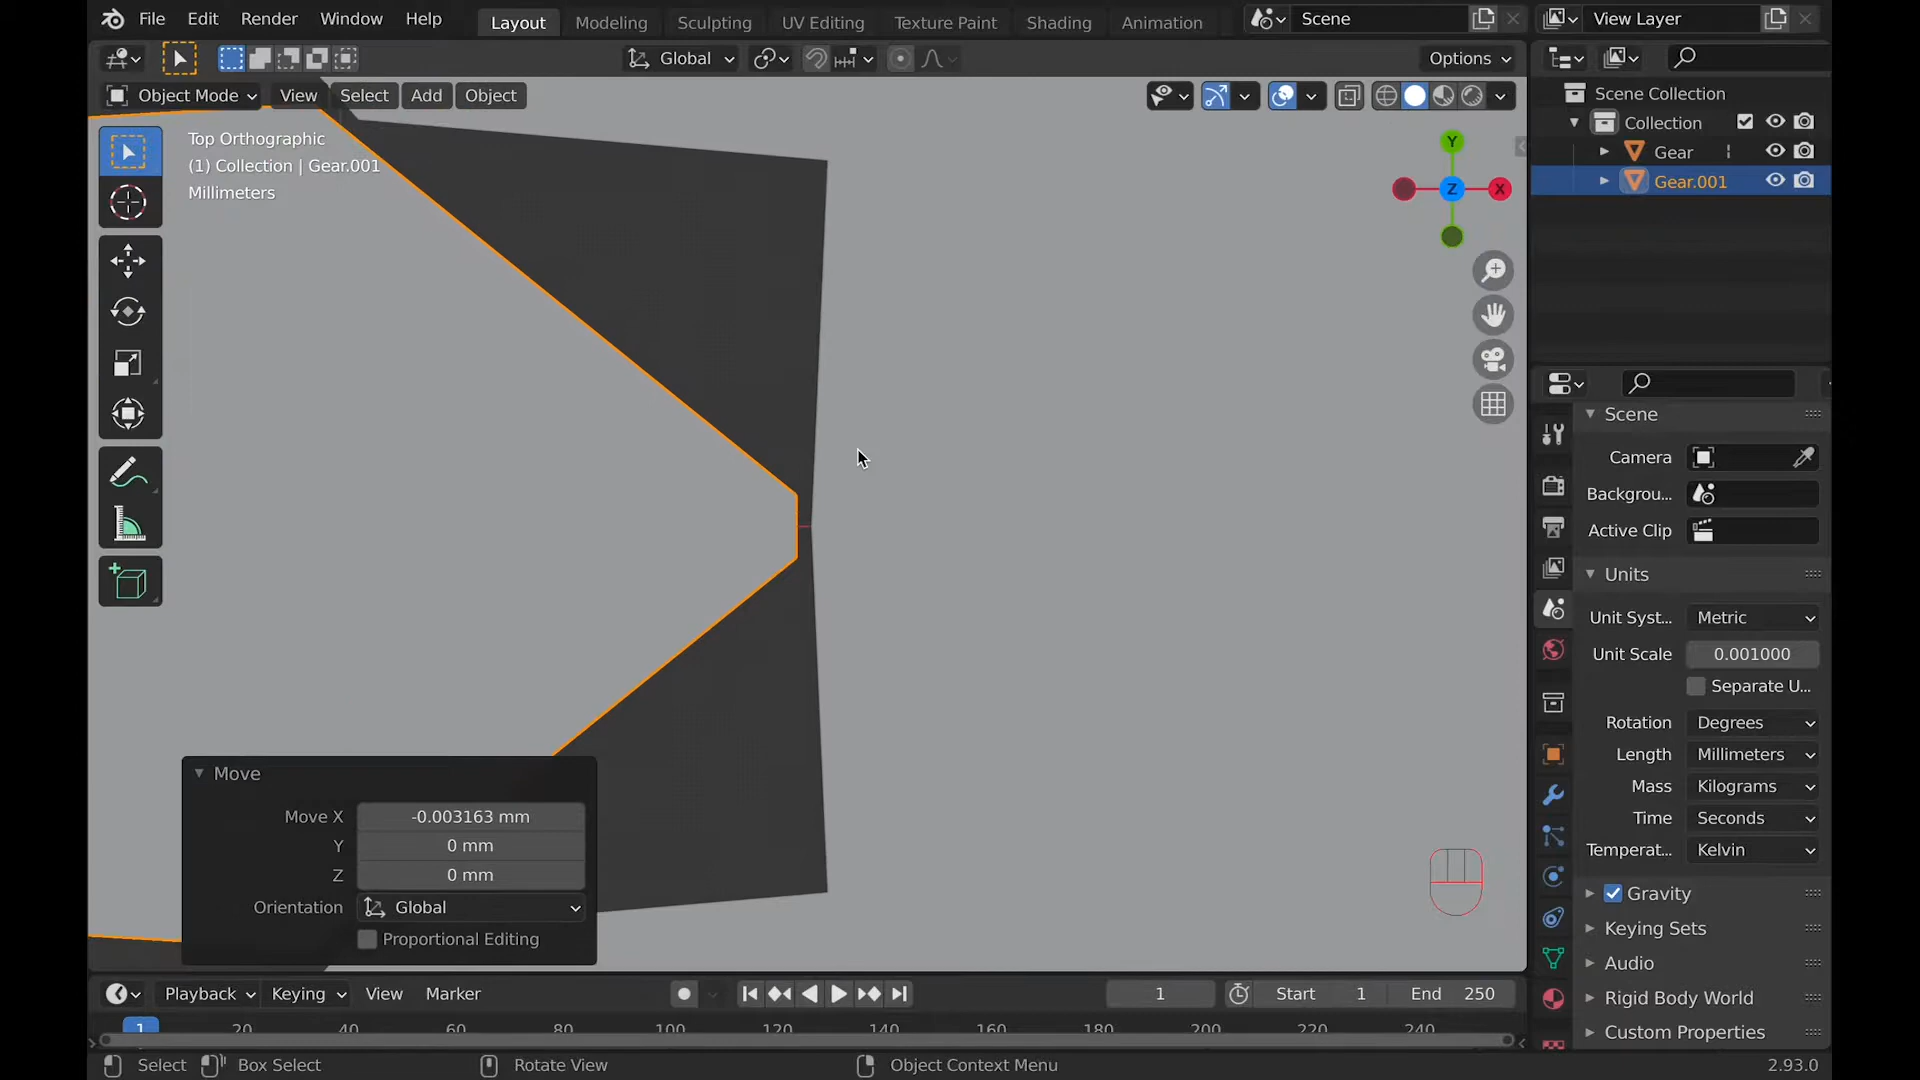 File Edit Render Window Help Layout Modeling Sculpting UV Editing Texture Paint Shading Animation Scene View Layer
Global Options
Object Mode View Select Add Object
Top Orthographic
(1) Collection | Gear.001
Millimeters
Y
Z
X
Scene Collection
Collection
Gear
Gear.001
Scene
Camera
Backgrou...
Active Clip
Units
Unit Syst... Metric
Unit Scale 0.001000
Separate U...
Rotation Degrees
Length Millimeters
Mass Kilograms
Time Seconds
Temperat... Kelvin
Gravity
Keying Sets
Audio
Rigid Body World
Custom Properties
Move
Move X -0.003163 mm
Y 0 mm
Z 0 mm
Orientation Global
Proportional Editing
Playback Keying View Marker 1 Start 1 End 250
1 20 40 60 80 100 120 140 160 180 200 220 240
Select Box Select Rotate View Object Context Menu 2.93.0